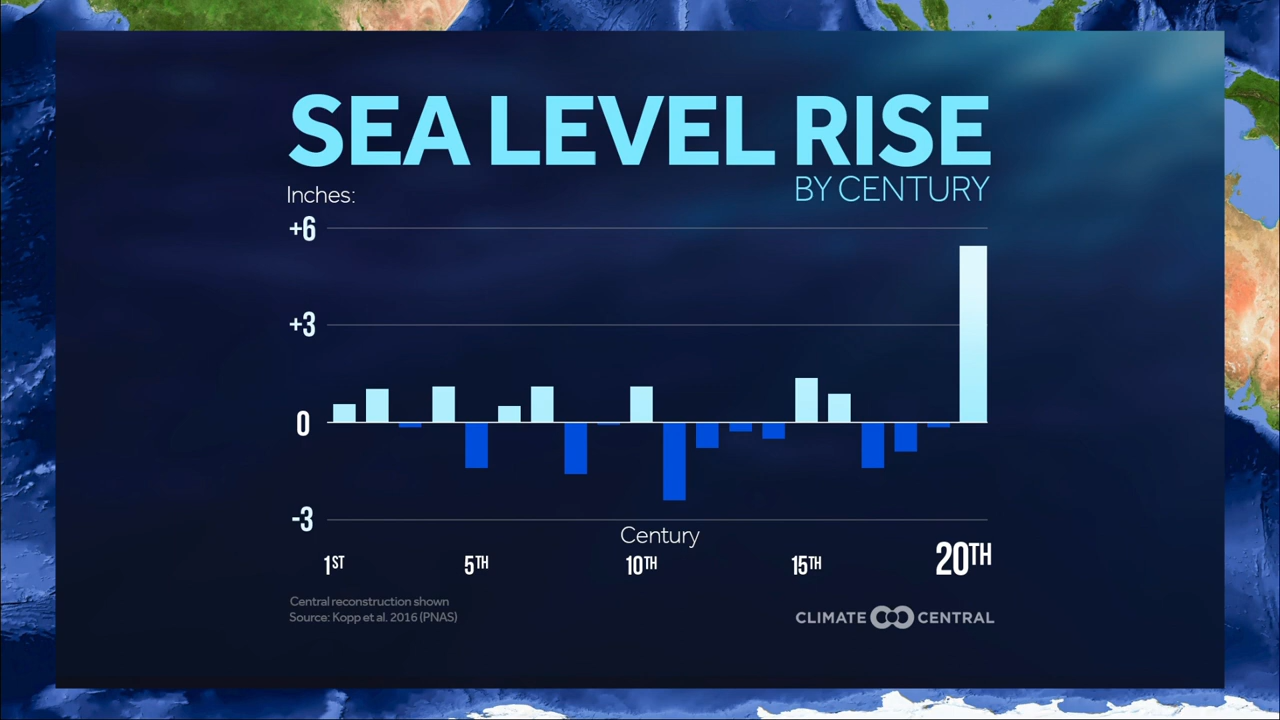 SEA LEVEL RISE
BY CENTURY
Inches:
+6
+3
0
-3
Century
1ST 5TH 10TH 15TH 20TH
Central reconstruction shown
Source: Kopp et al. 2016 (PNAS)
CLIMATE CENTRAL